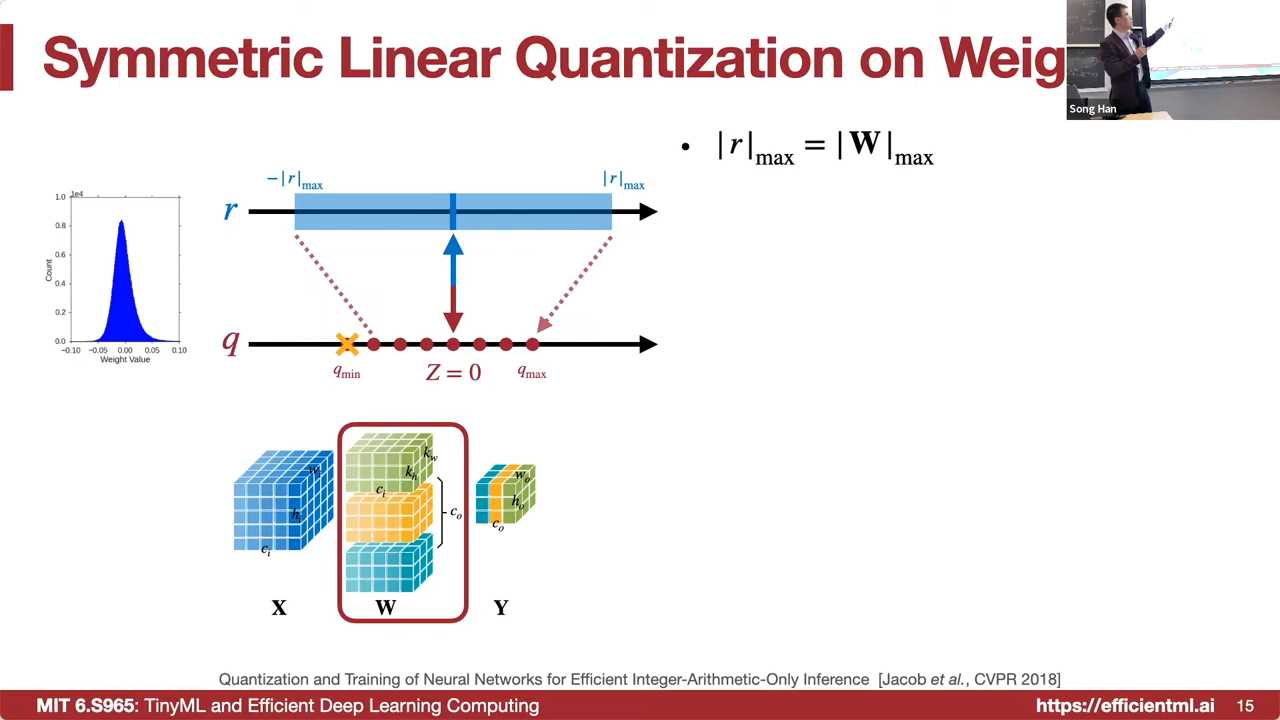 Symmetric Linear Quantization on Weig
Song Han
• |r|max = |W|max
−|r|max
|r|max
r
1e4
1.0
0.8
0.6
0.4
0.2
0.0
Count
−0.10 −0.05 0.00 0.05 0.10
Weight Value
q
qmin
Z = 0
qmax
wi
hi
ci
kw
kh
ci
co
wo
ho
co
X
W
Y
Quantization and Training of Neural Networks for Efficient Integer-Arithmetic-Only Inference [Jacob et al., CVPR 2018]
MIT 6.S965: TinyML and Efficient Deep Learning Computing
https://efficientml.ai
15